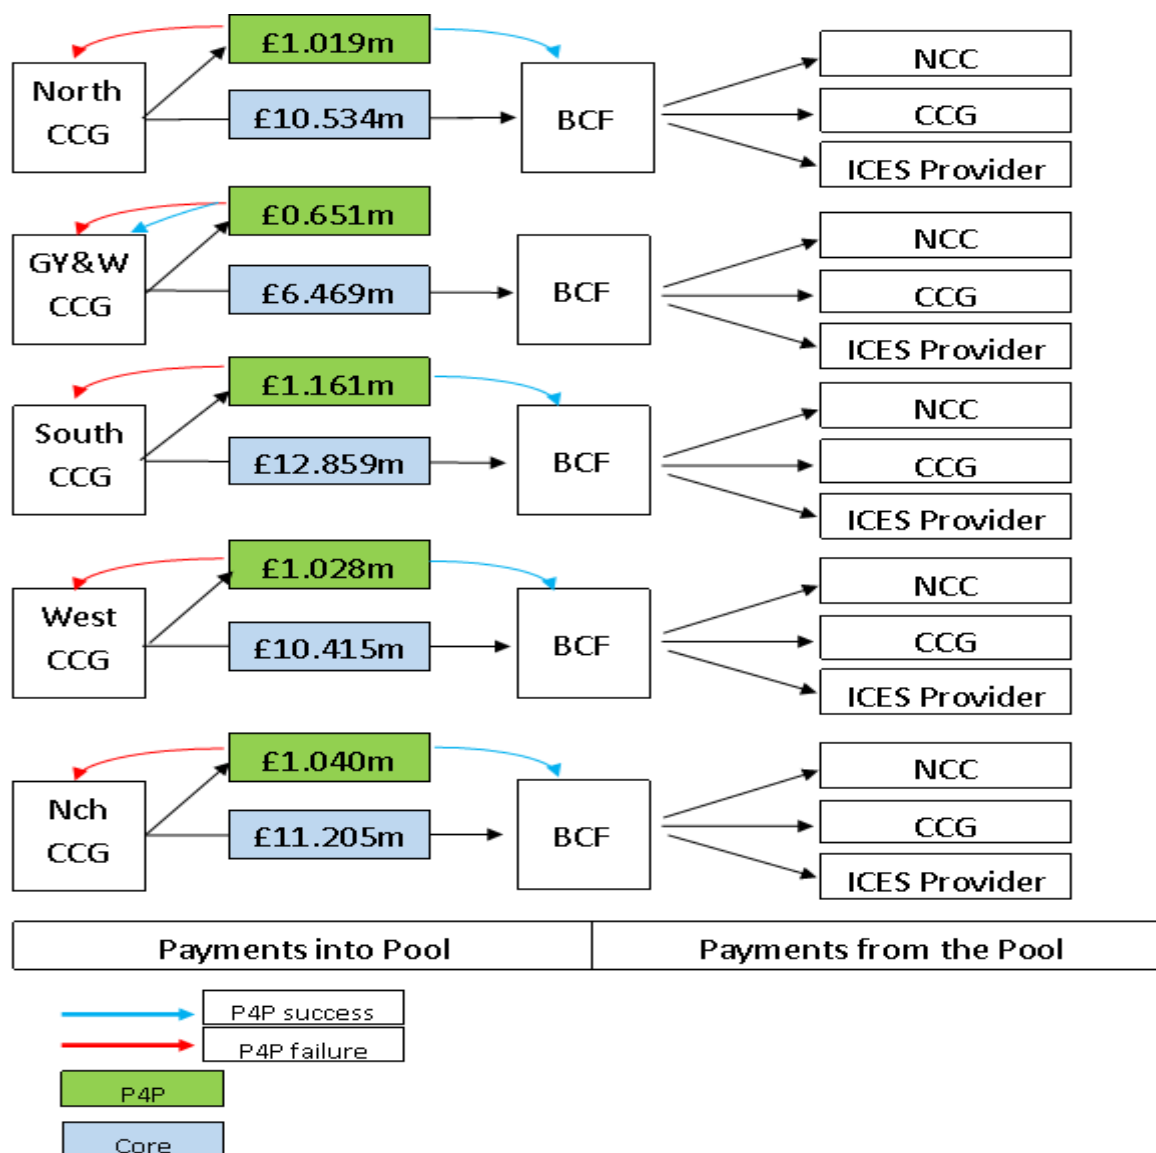 £1.019m
North
CCG
£10.534m
BCF
NCC
CCG
ICES Provider
£0.651m
GY&W
CCG
£6.469m
BCF
NCC
CCG
ICES Provider
£1.161m
South
CCG
£12.859m
BCF
NCC
CCG
ICES Provider
£1.028m
West
CCG
£10.415m
BCF
NCC
CCG
ICES Provider
£1.040m
Nch
CCG
£11.205m
BCF
NCC
CCG
ICES Provider
Payments into Pool
Payments from the Pool
P4P success
P4P failure
P4P
Core